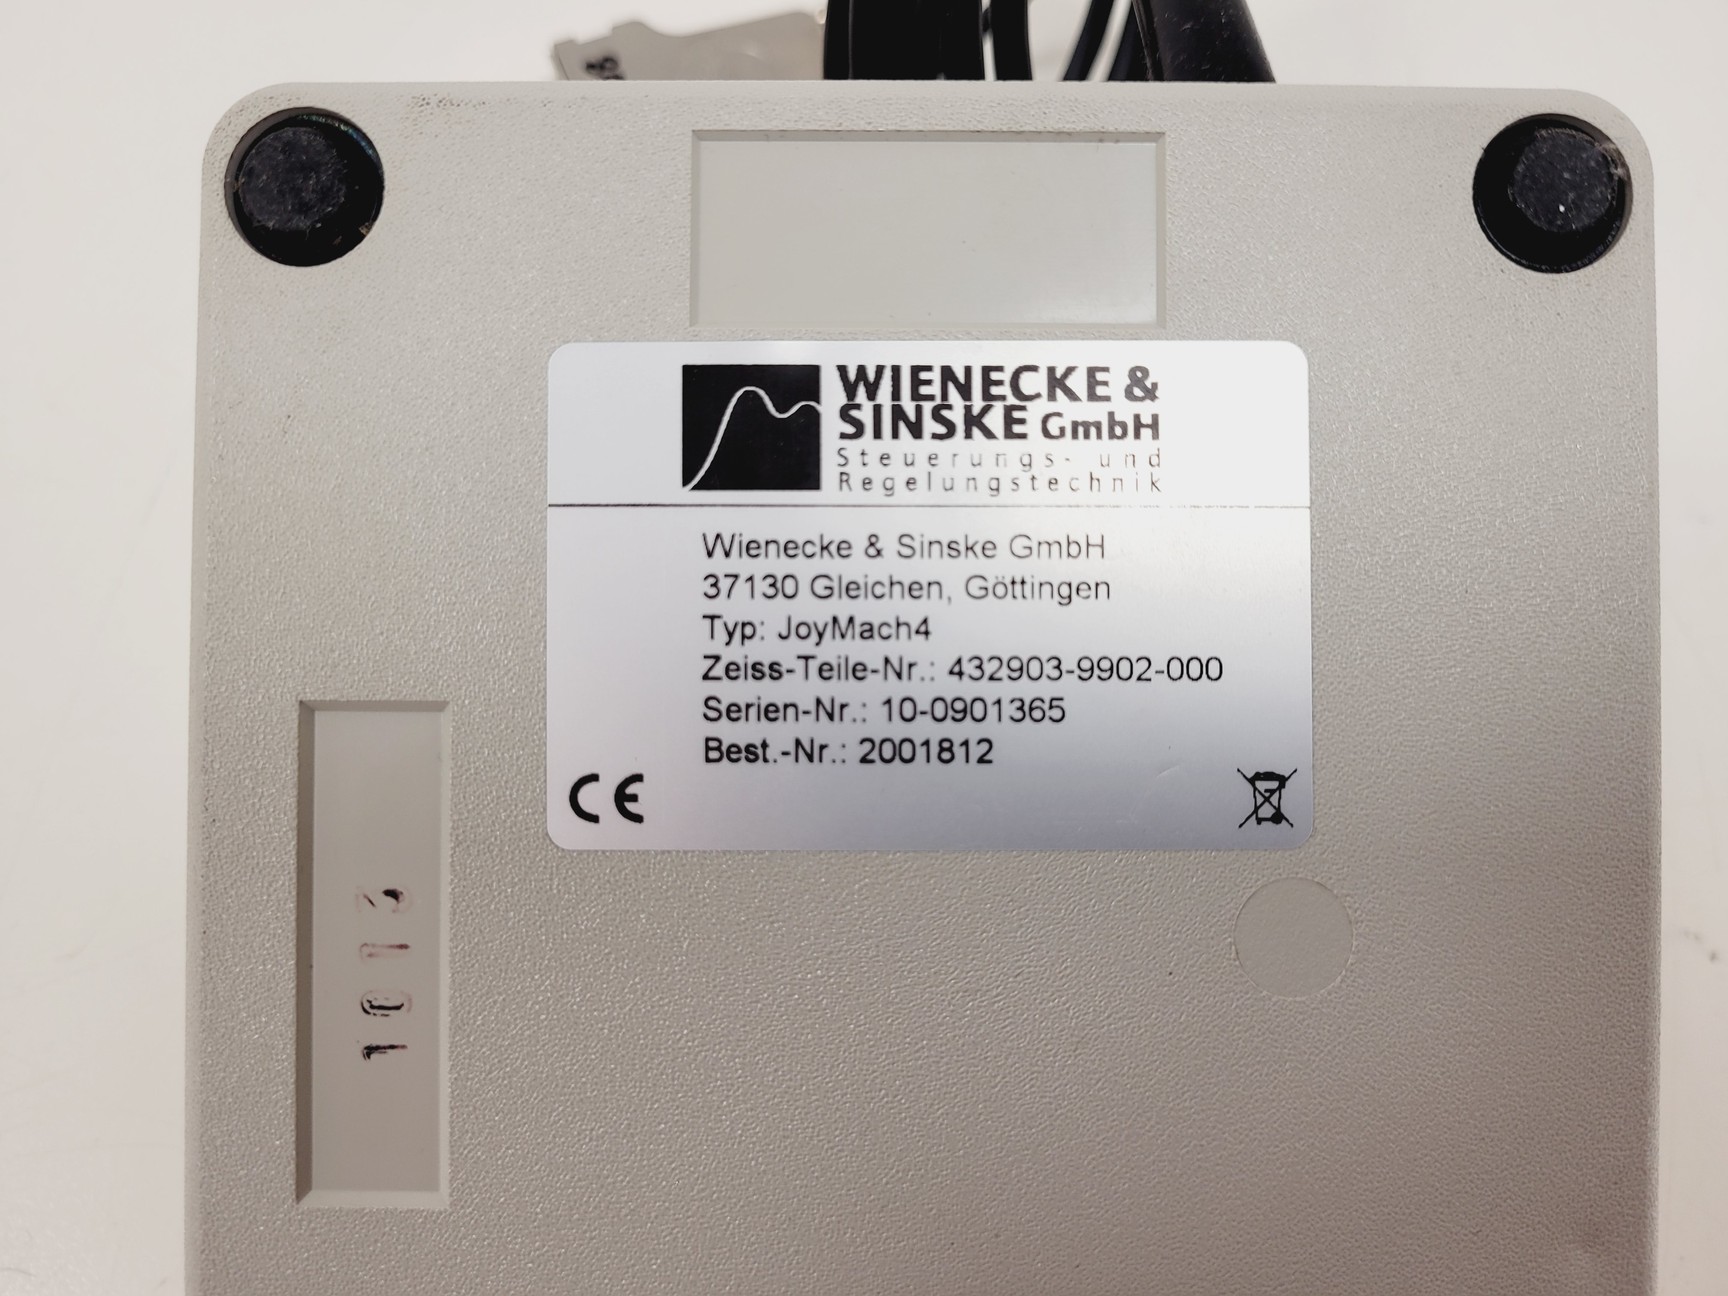 WIENECKE &
SINSKE GmbH
Steuerungs- und
Regelungstechnik
Wienecke & Sinske GmbH
37130 Gleichen, Göttingen
Typ: JoyMach4
Zeiss-Teile-Nr.: 432903-9902-000
Serien-Nr.: 10-0901365
Best.-Nr.: 2001812
CE
1013